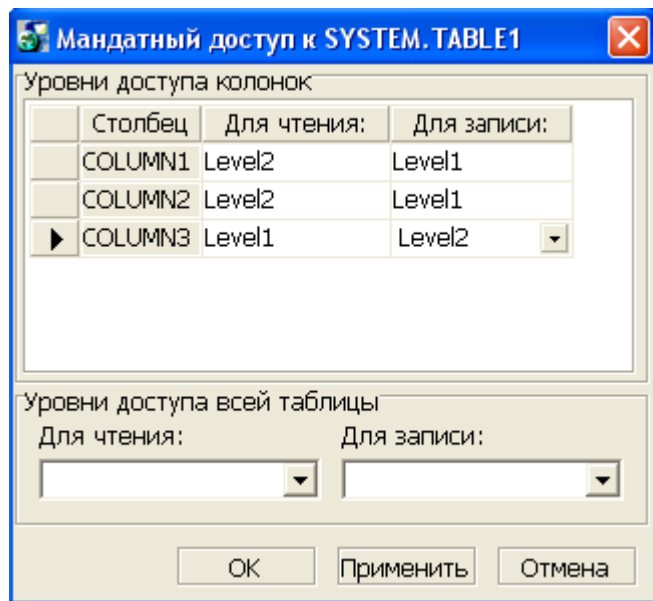 Мандатный доступ к SYSTEM.TABLE1
Уровни доступа колонок
Столбец Для чтения: Для записи:
COLUMN1 Level2 Level1
COLUMN2 Level2 Level1
COLUMN3 Level1 Level2
Уровни доступа всей таблицы
Для чтения: Для записи:
OK Применить Отмена